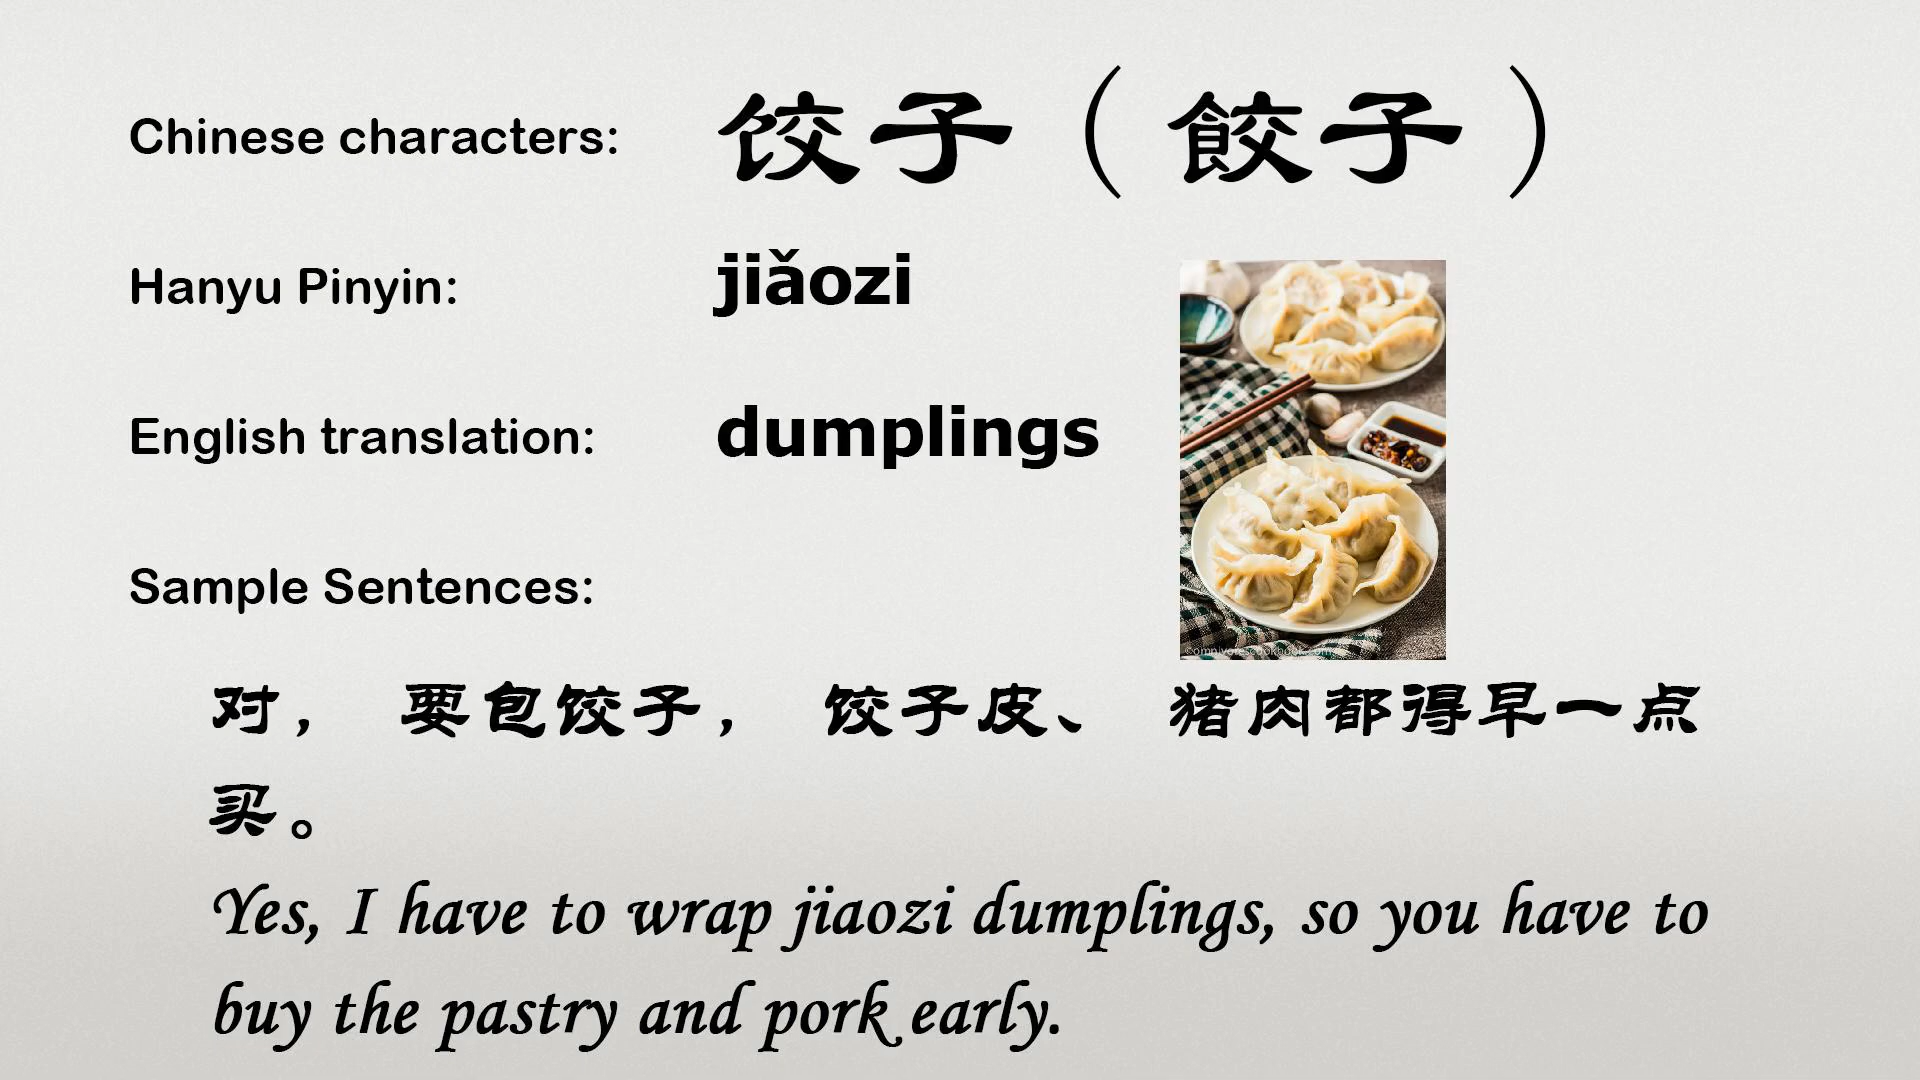 Chinese characters: 饺子（餃子）
Hanyu Pinyin: jiǎozi
English translation: dumplings
©omnivorescookbook.com
Sample Sentences:
对， 要包饺子， 饺子皮、 猪肉都得早一点
买。
Yes, I have to wrap jiaozi dumplings, so you have to
buy the pastry and pork early.